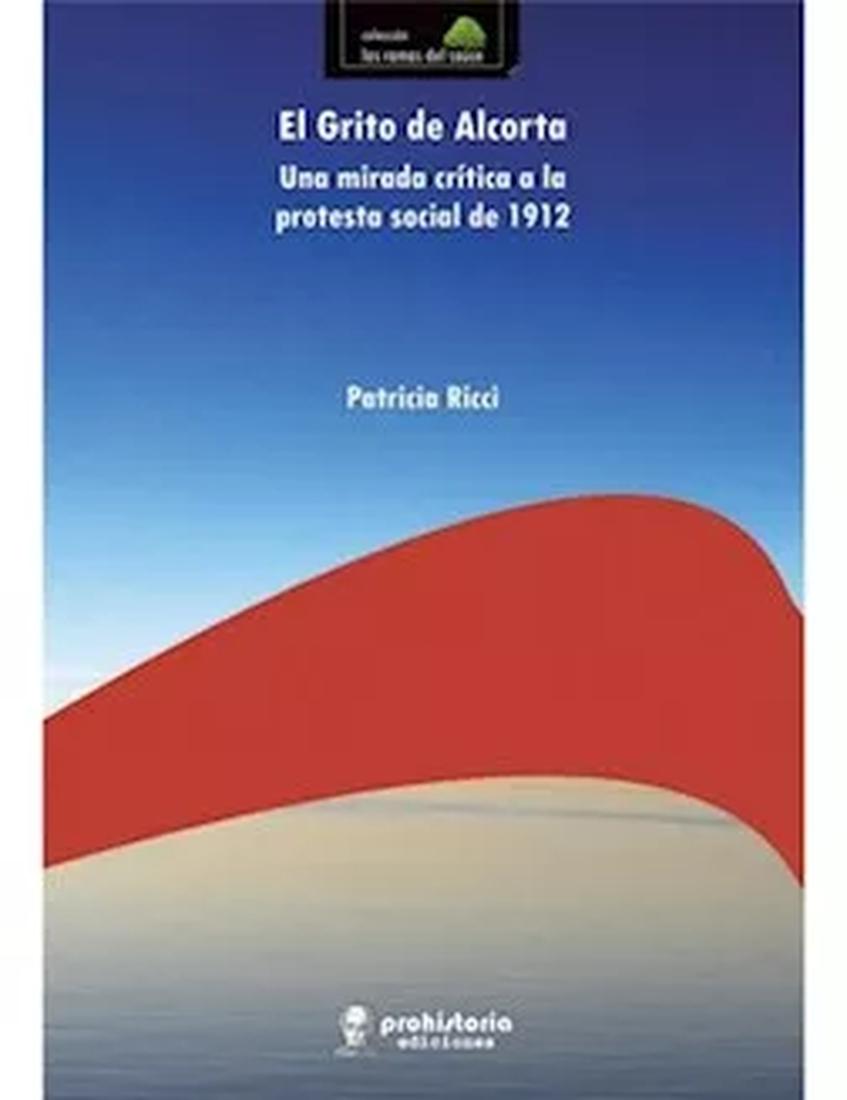 colección
las ramas del sauce
El Grito de Alcorta
Una mirada crítica a la
protesta social de 1912
Patricia Ricci
prohistoria
ediciones